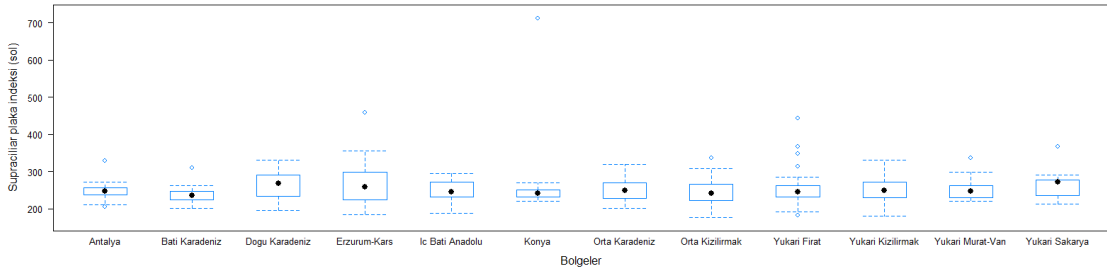 Supraciliar plaka indeksi (sol)
700
600
500
400
300
200
Antalya
Bati Karadeniz
Dogu Karadeniz
Erzurum-Kars
Ic Bati Anadolu
Konya
Orta Karadeniz
Orta Kizilirmak
Yukari Firat
Yukari Kizilirmak
Yukari Murat-Van
Yukari Sakarya
Bolgeler